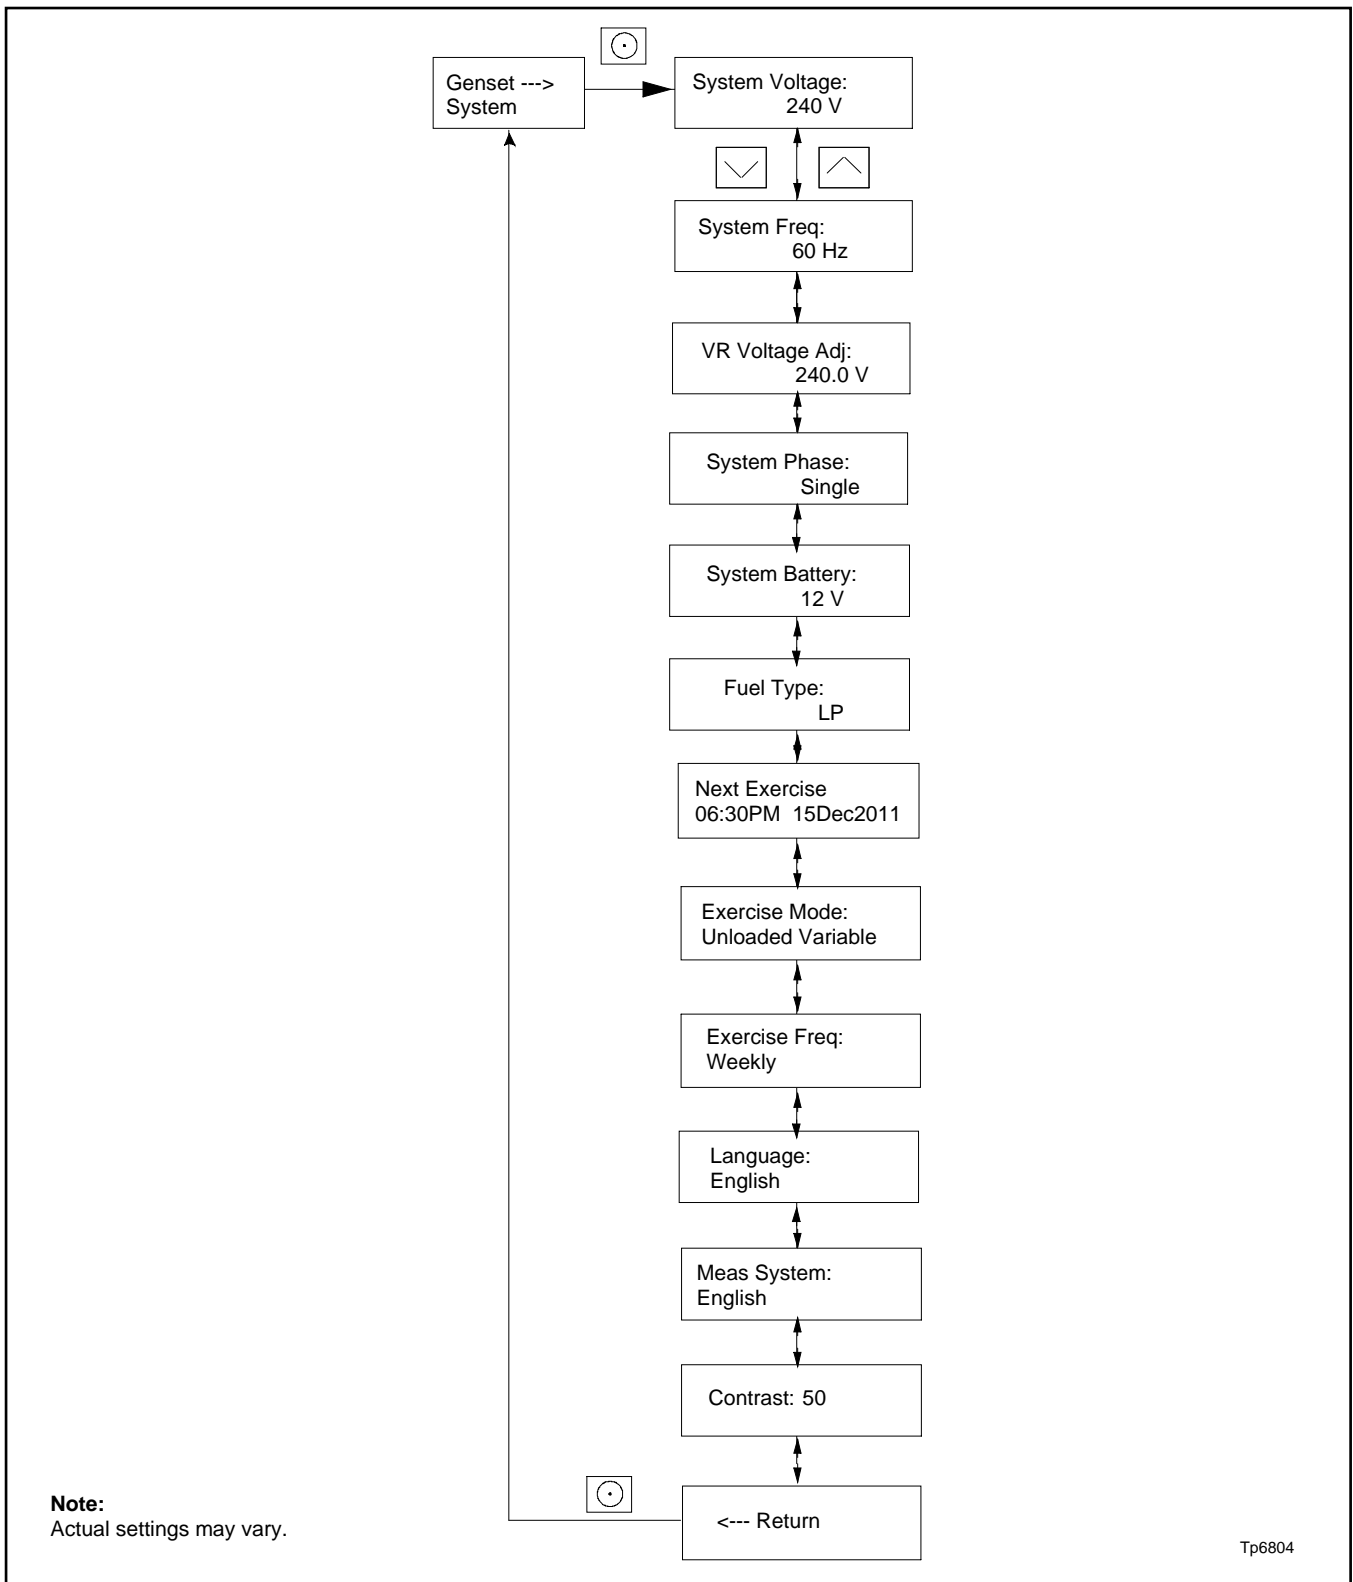 Genset --->
System
System Voltage:
240 V
System Freq:
60 Hz
VR Voltage Adj:
240.0 V
System Phase:
Single
System Battery:
12 V
Fuel Type:
LP
Next Exercise
06:30PM 15Dec2011
Exercise Mode:
Unloaded Variable
Exercise Freq:
Weekly
Language:
English
Meas System:
English
Contrast: 50
<--- Return
Note:
Actual settings may vary.
Tp6804